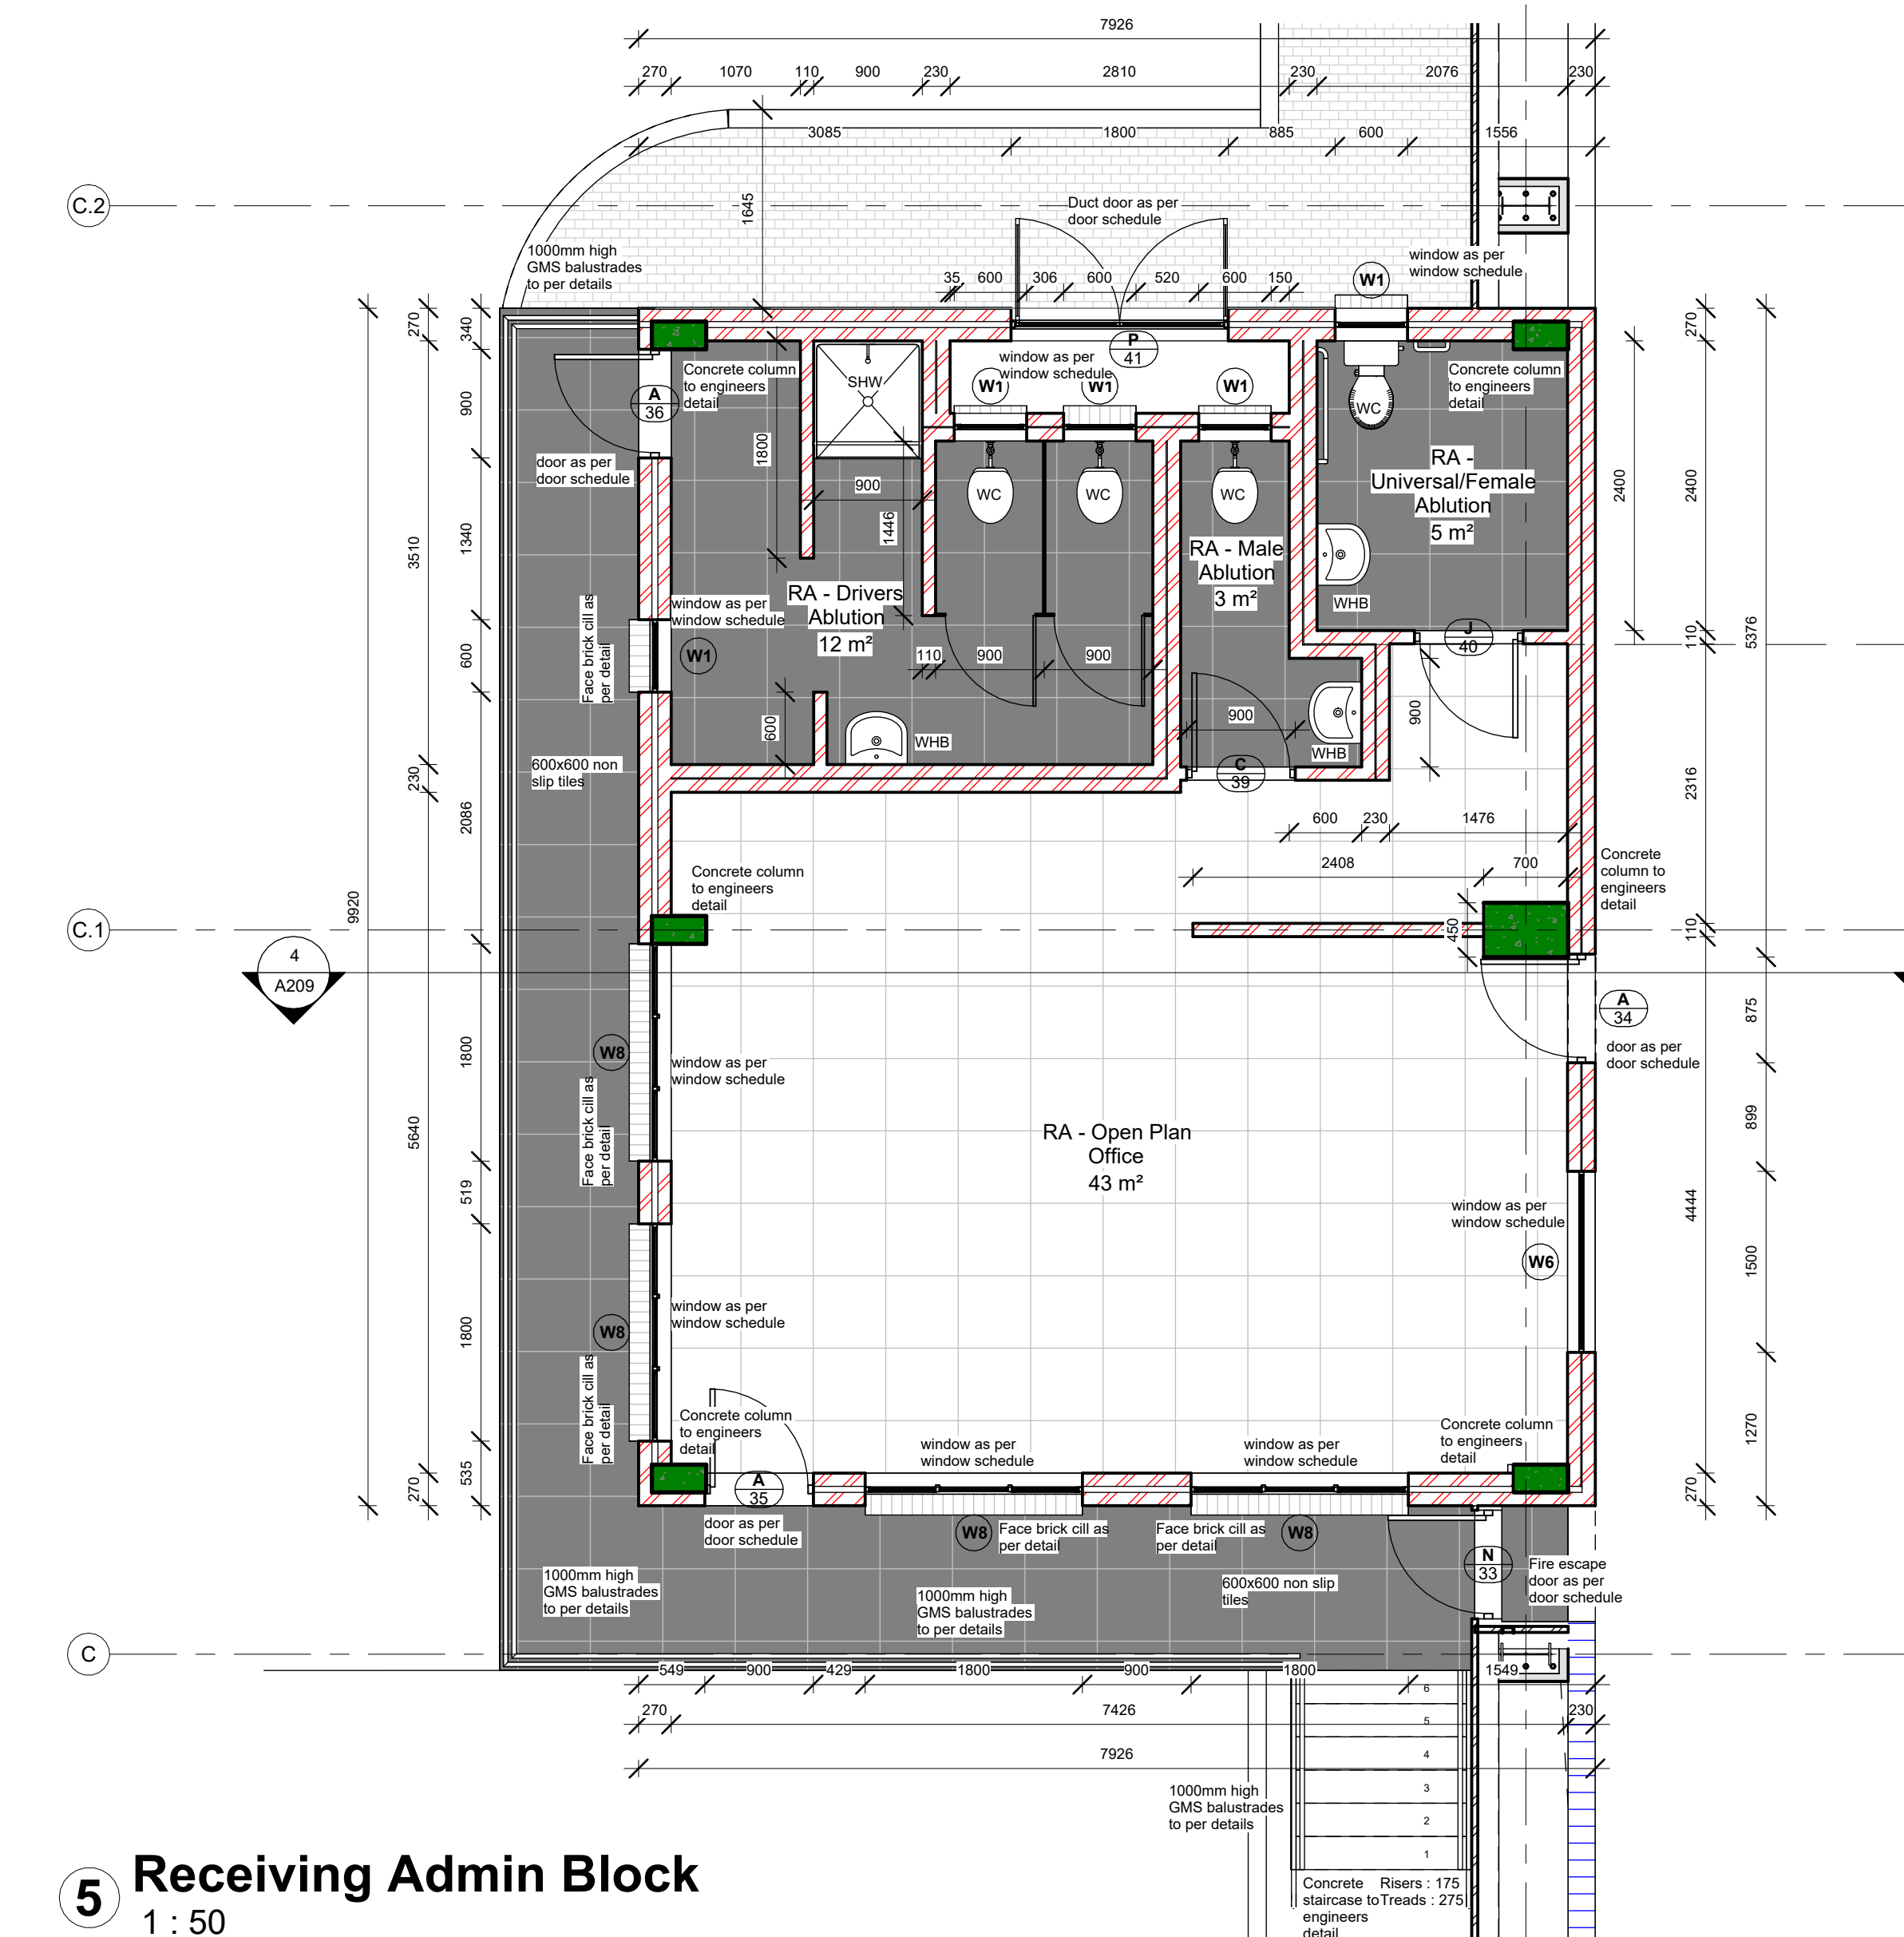 7926
270 1070 110 900 230 2810 230 2076 230
3085 1800 885 600 1556
C.2
1645
Duct door as per
door schedule
1000mm high
GMS balustrades
to per details
window as per
window schedule
W1
35 600 306 600 520 600 150
270
340
270
P
41
window as per
window schedule
W1
W1
W1
SHW
WC
Concrete column
to engineers
detail
Concrete column
to engineers
detail
A
36
900
door as per
door schedule
1800
900
1446
WC
WC
WC
RA -
Universal/Female
Ablution
5 m²
2400
2400
3510
1340
RA - Male
Ablution
3 m²
RA - Drivers
Ablution
12 m²
window as per
window schedule
W1
Face brick cill as
per detail
600
WHB
J
40
110
5376
110 900 900
600
WHB
900
WHB
900
C
39
600x600 non
slip tiles
230
2086
2316
600 230 1476
2408 700
Concrete
column to
engineers
detail
Concrete column
to engineers
detail
9920
C.1
450
110
4
A209
A
34
875
door as per
door schedule
W8
1800
window as per
window schedule
Face brick cill as
per detail
5640
899
RA - Open Plan
Office
43 m²
519
4444
window as per
window schedule
W6
1500
window as per
window schedule
W8
1800
Face brick cill as
per detail
Concrete column
to engineers
detail
Concrete column
to engineers
detail
1270
window as per
window schedule
window as per
window schedule
535
270
270
A
35
door as per
door schedule
W8
Face brick cill as
per detail
Face brick cill as
per detail
W8
N
33
Fire escape
door as per
door schedule
1000mm high
GMS balustrades
to per details
1000mm high
GMS balustrades
to per details
600x600 non slip
tiles
C
549 900 429 1800 900 1800 1549
270 7426 230
7926
6
5
4
3
2
1
1000mm high
GMS balustrades
to per details
Concrete
staircase to
engineers
detail
Risers : 175
Treads : 275
5
Receiving Admin Block
1 : 50